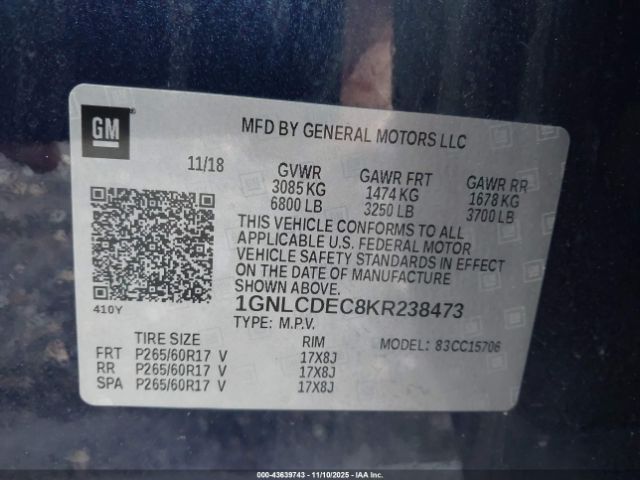 GM
MFD BY GENERAL MOTORS LLC
11/18 GVWR GAWR FRT GAWR RR
3085 KG 1474 KG 1678 KG
6800 LB 3250 LB 3700 LB
THIS VEHICLE CONFORMS TO ALL
APPLICABLE U.S. FEDERAL MOTOR
VEHICLE SAFETY STANDARDS IN EFFECT
ON THE DATE OF MANUFACTURE
SHOWN ABOVE.
410Y 1GNLCDEC8KR238473
TYPE: M.P.V.
TIRE SIZE RIM MODEL: 83CC15706
FRT P265/60R17 V 17X8J
RR P265/60R17 V 17X8J
SPA P265/60R17 V 17X8J
000-43639743 - 11/10/2025 - IAA Inc.